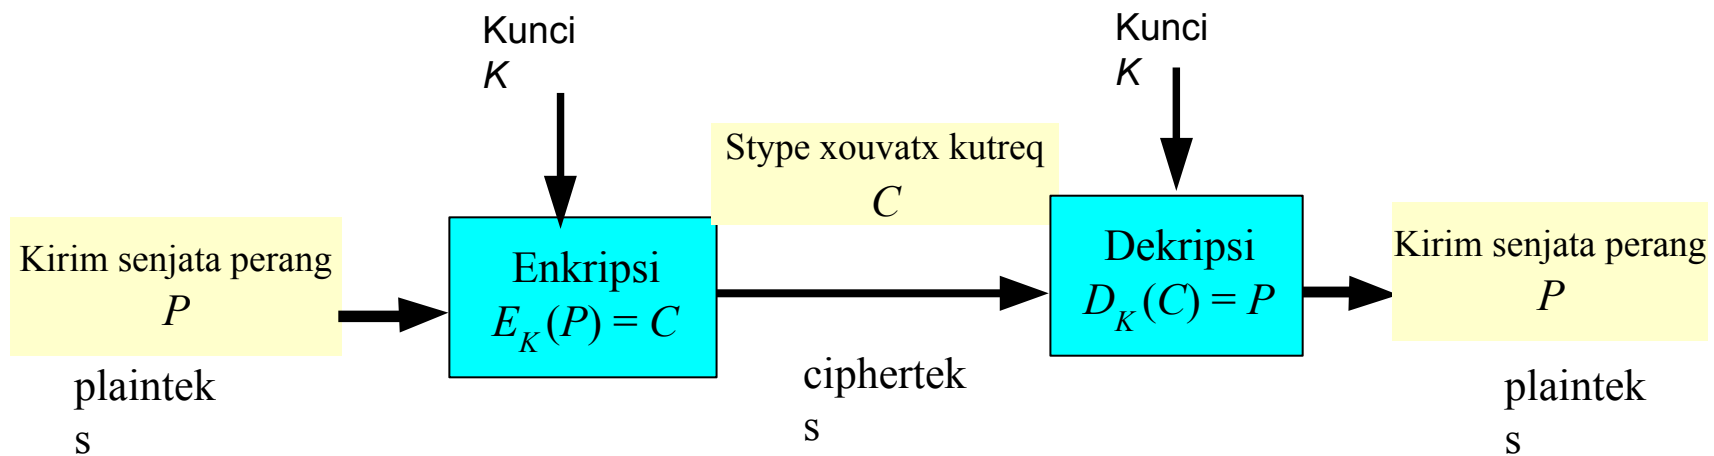 Kunci
K
Kunci
K
Stype xouvatx kutreq
C
Kirim senjata perang
P
Enkripsi
E_K(P) = C
Dekripsi
D_K(C) = P
Kirim senjata perang
P
plaintek
s
ciphertek
s
plaintek
s